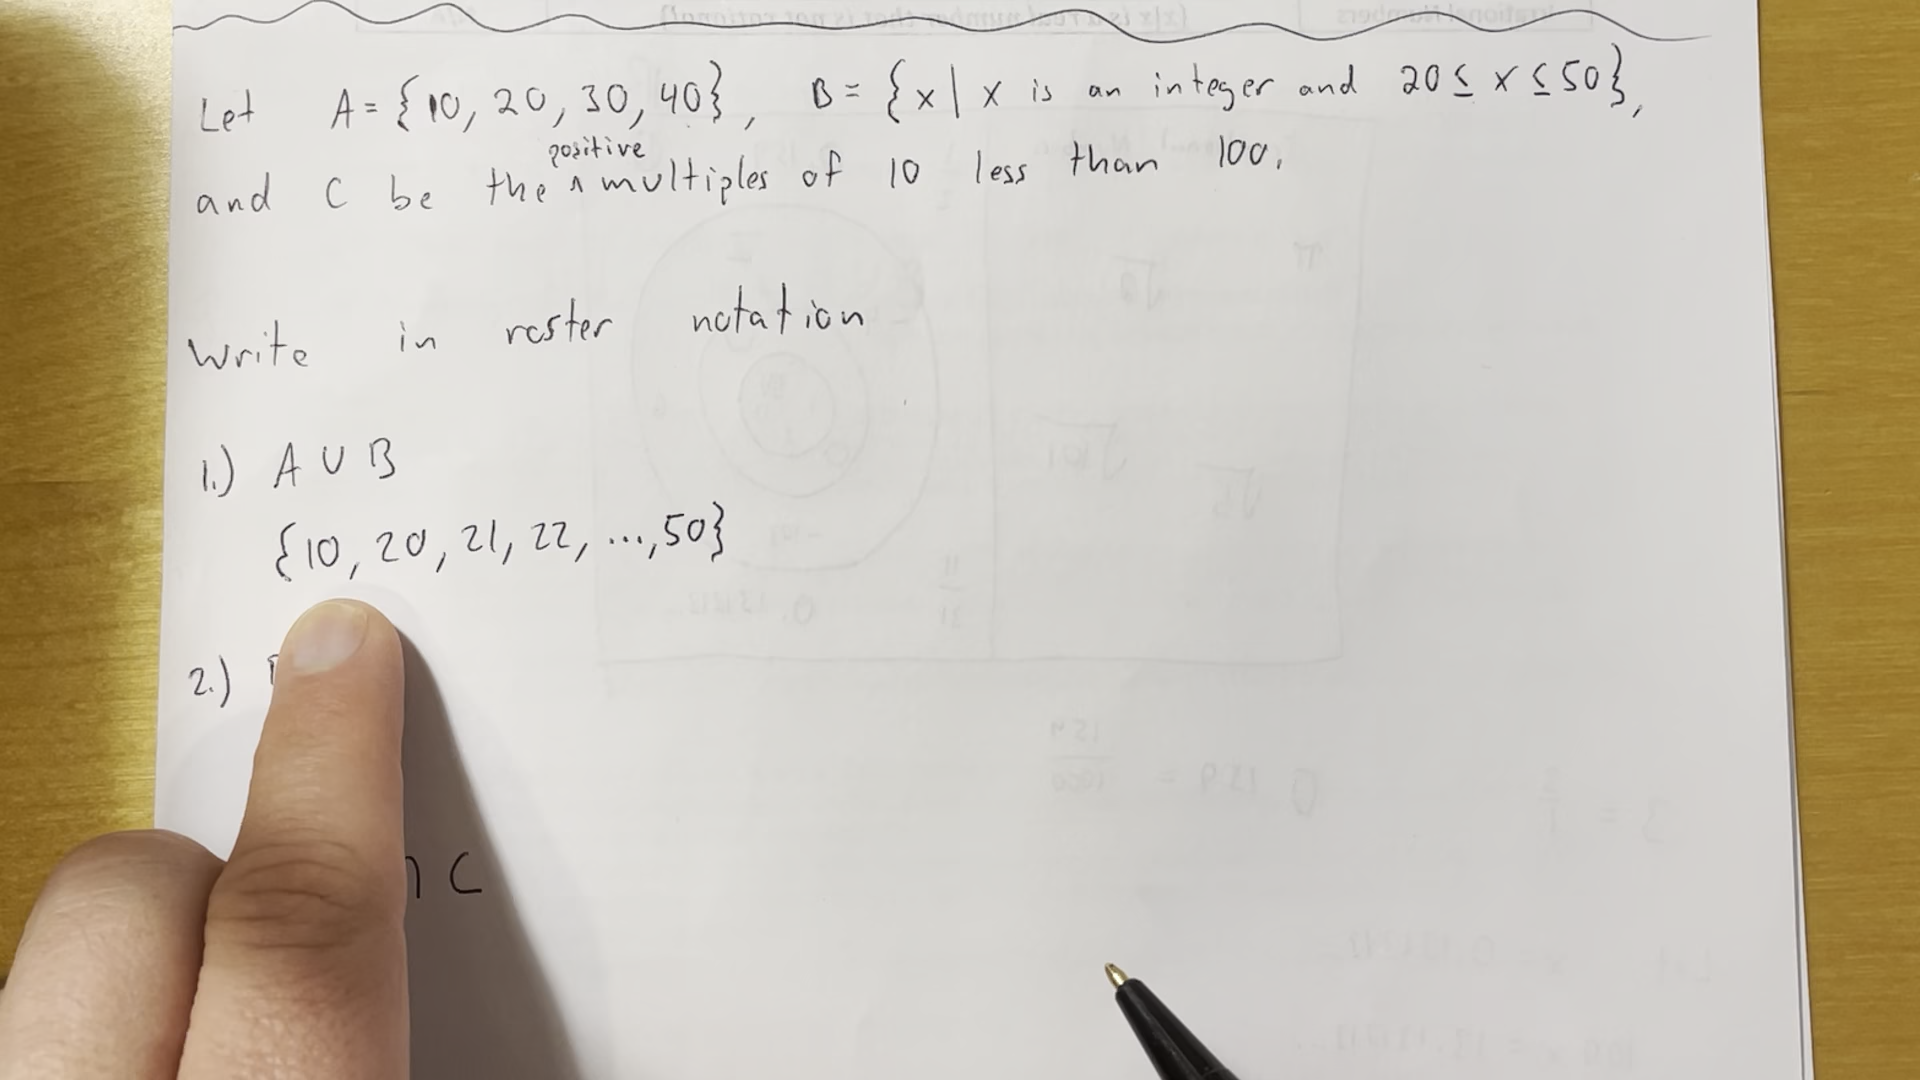 Let A = {10, 20, 30, 40}, B = {x | x is an integer and 20 ≤ x ≤ 50},
positive
and C be the ^ multiples of 10 less than 100.
Write in roster notation
1.) A ∪ B
{10, 20, 21, 22, ..., 50}
2.)
∩ C